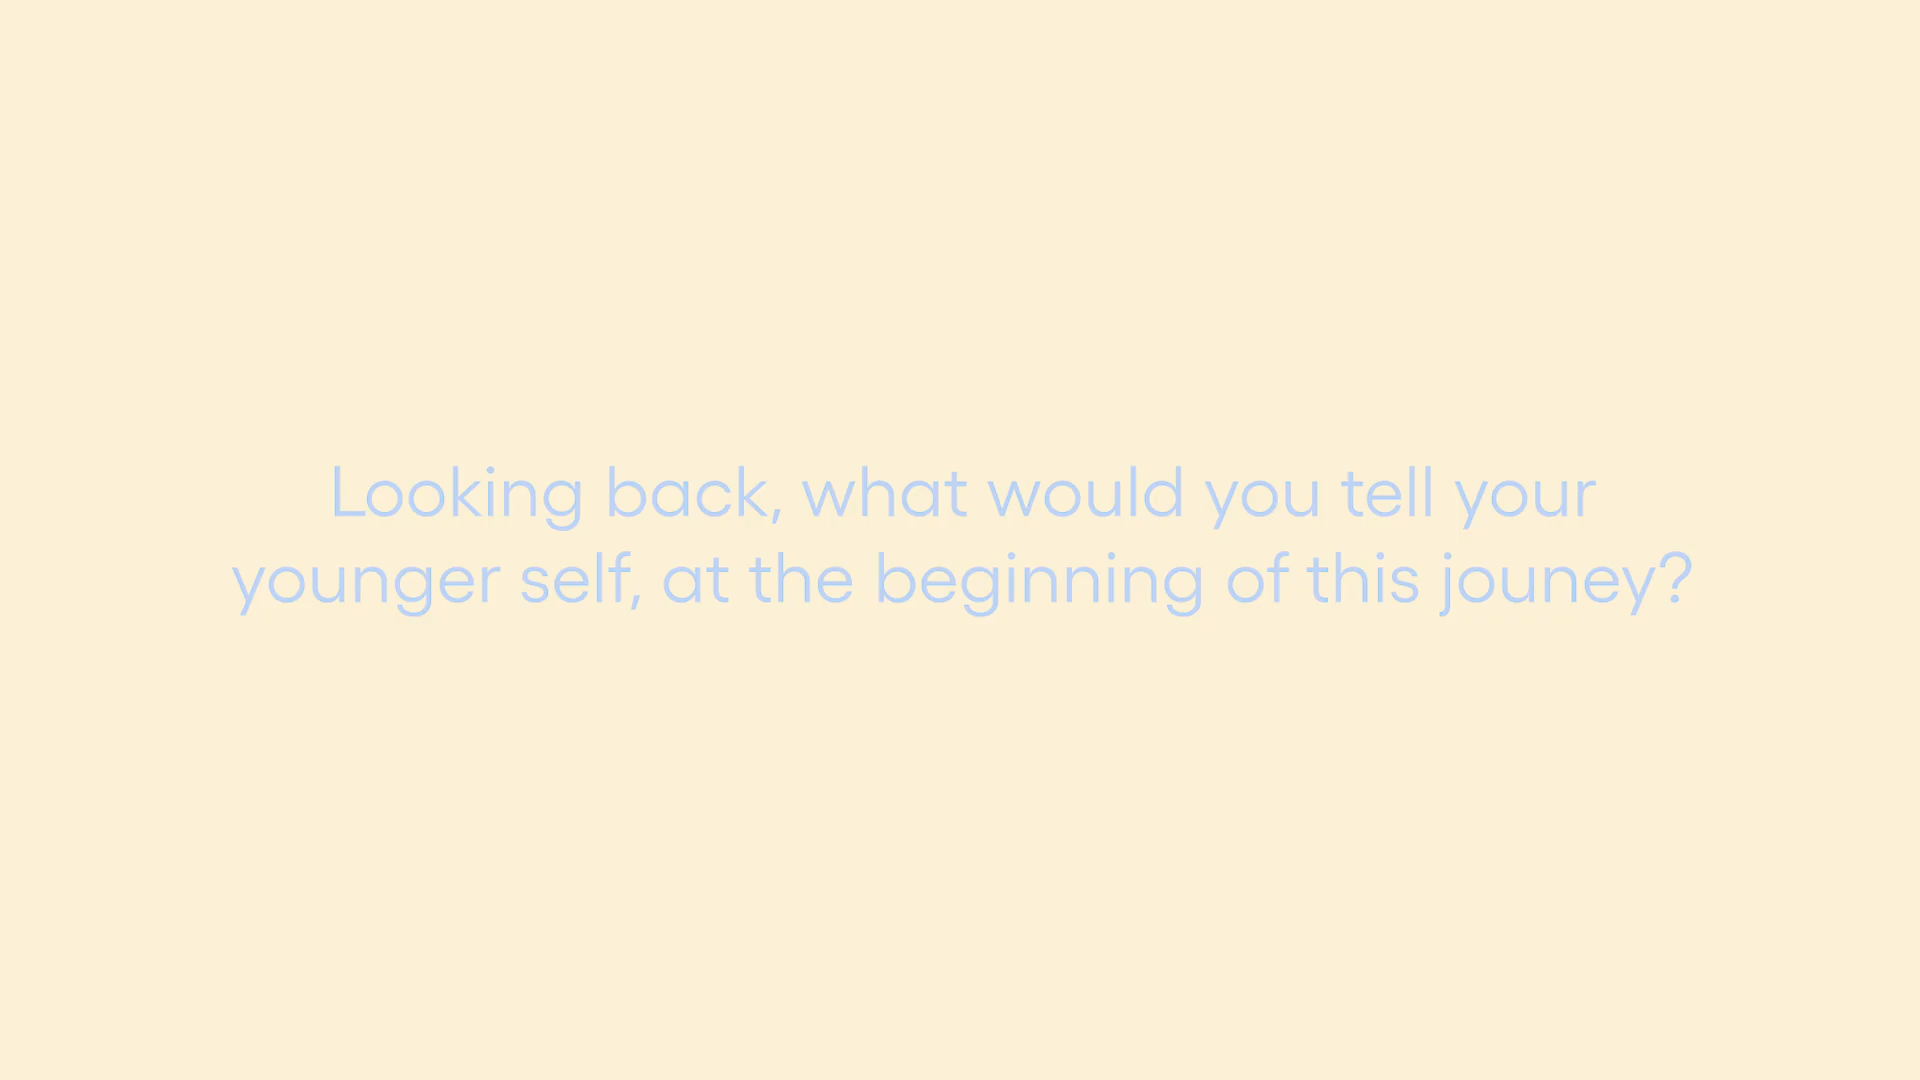 Looking back, what would you tell your
younger self, at the beginning of this jouney?